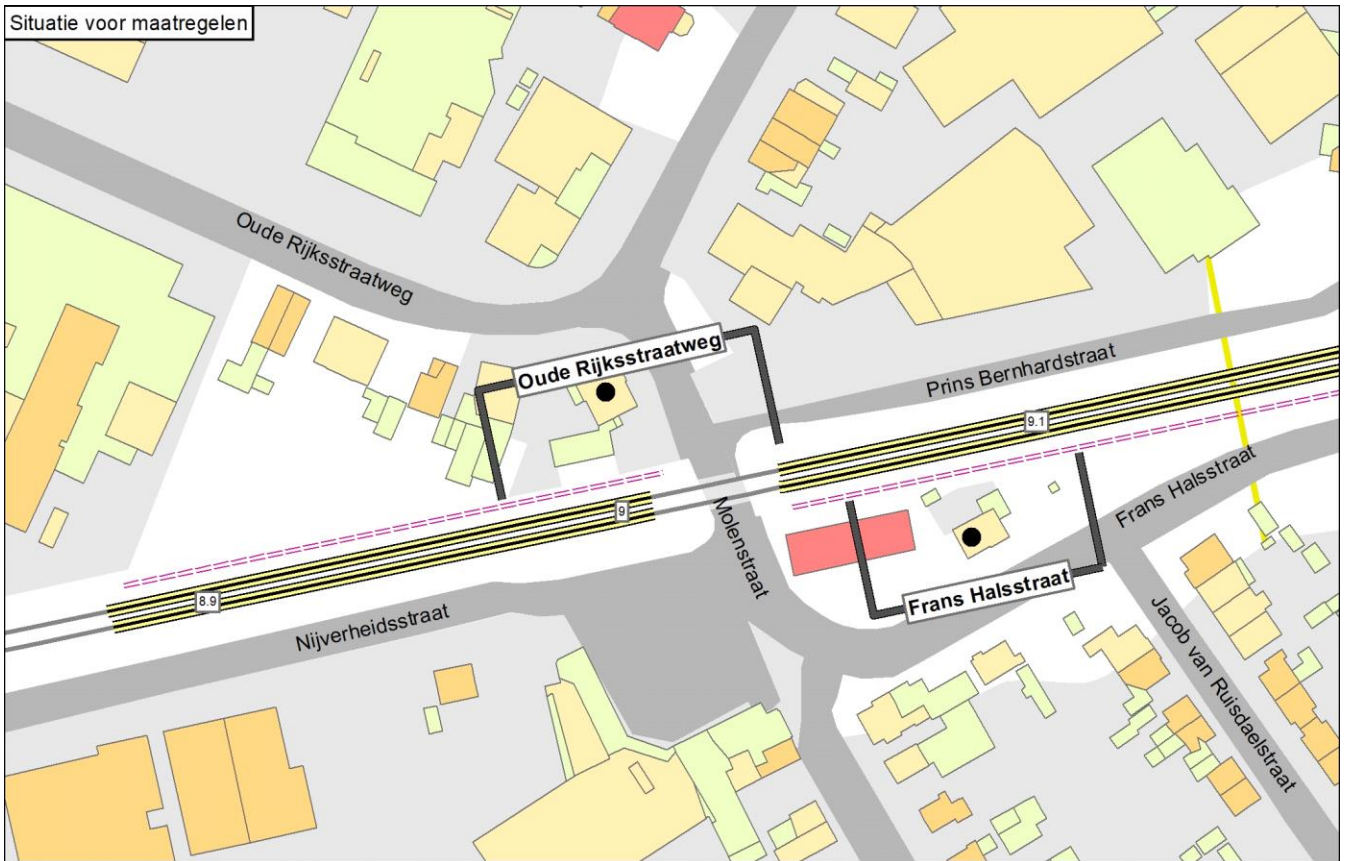 Situatie voor maatregelen
Oude Rijksstraatweg
Oude Rijksstraatweg
Prins Bernhardstraat
9.1
9
Molenstraat
Frans Halsstraat
8.9
Nijverheidsstraat
Frans Halsstraat
Jacob van Ruisdaelstraat